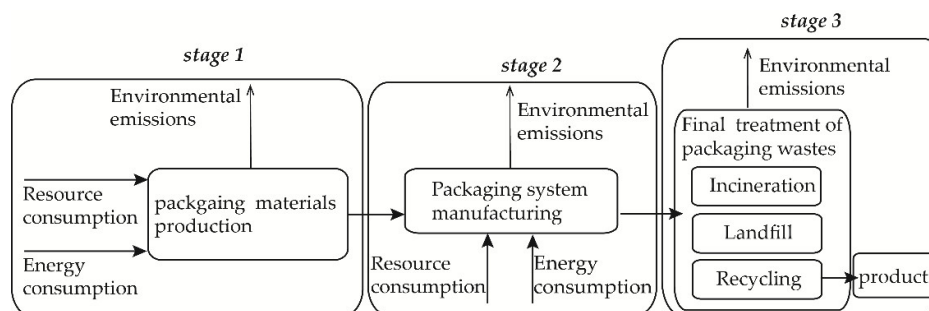 stage 1
Environmental
emissions
Resource
consumption
packgaing materials
production
Energy
consumption
stage 2
Environmental
emissions
Packaging system
manufacturing
Resource
consumption
Energy
consumption
stage 3
Environmental
emissions
Final treatment of
packaging wastes
Incineration
Landfill
Recycling
product